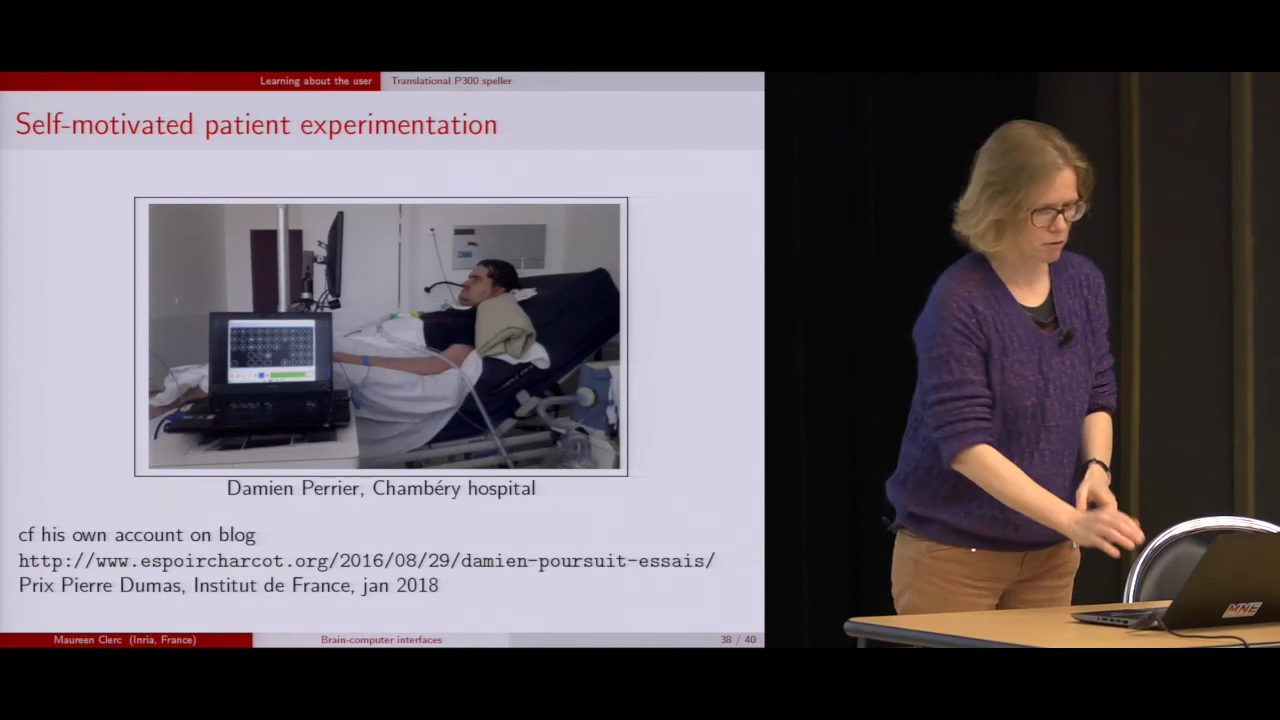 Learning about the user
Translational P300 speller
Self-motivated patient experimentation
Damien Perrier, Chambéry hospital
cf his own account on blog
http://www.espoircharcot.org/2016/08/29/damien-poursuit-essais/
Prix Pierre Dumas, Institut de France, jan 2018
Maureen Clerc (Inria, France)
Brain-computer interfaces
38 / 40
MNE